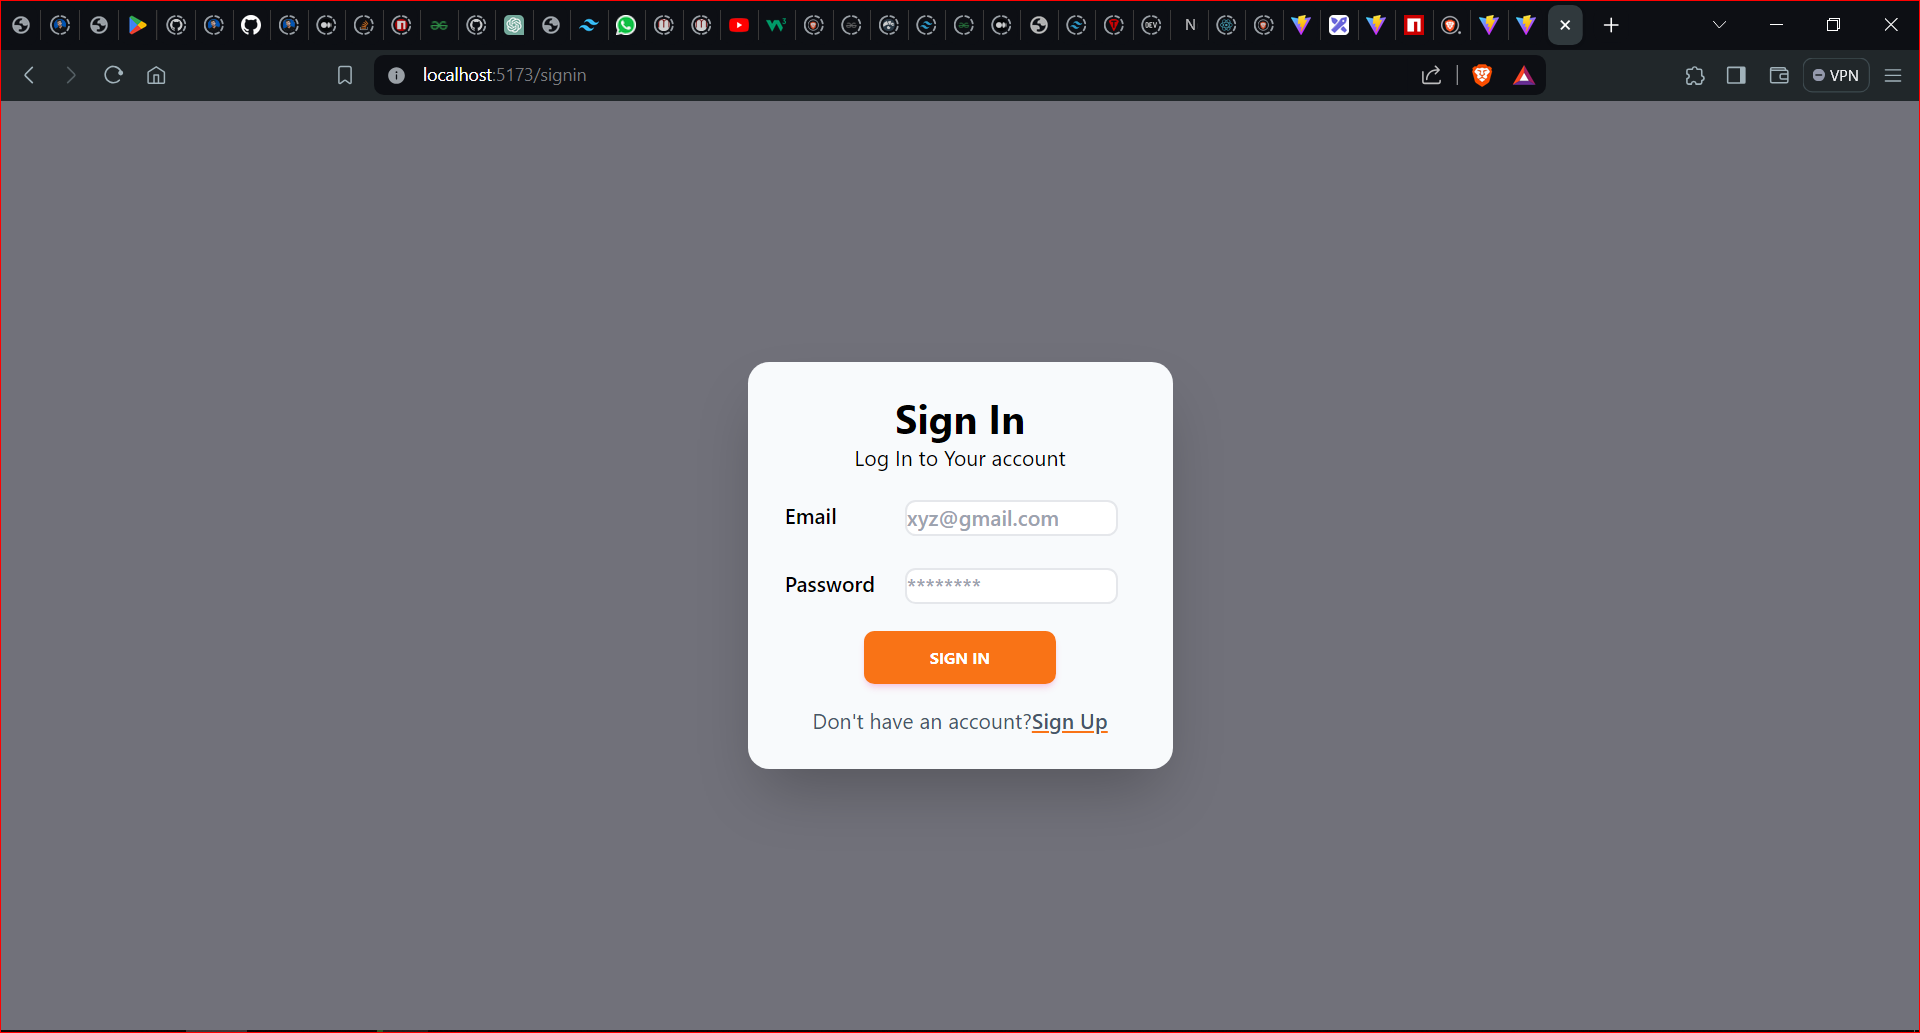 DEV
N
localhost:5173/signin
VPN
Sign In
Log In to Your account
Email
xyz@gmail.com
Password
********
SIGN IN
Don't have an account?Sign Up